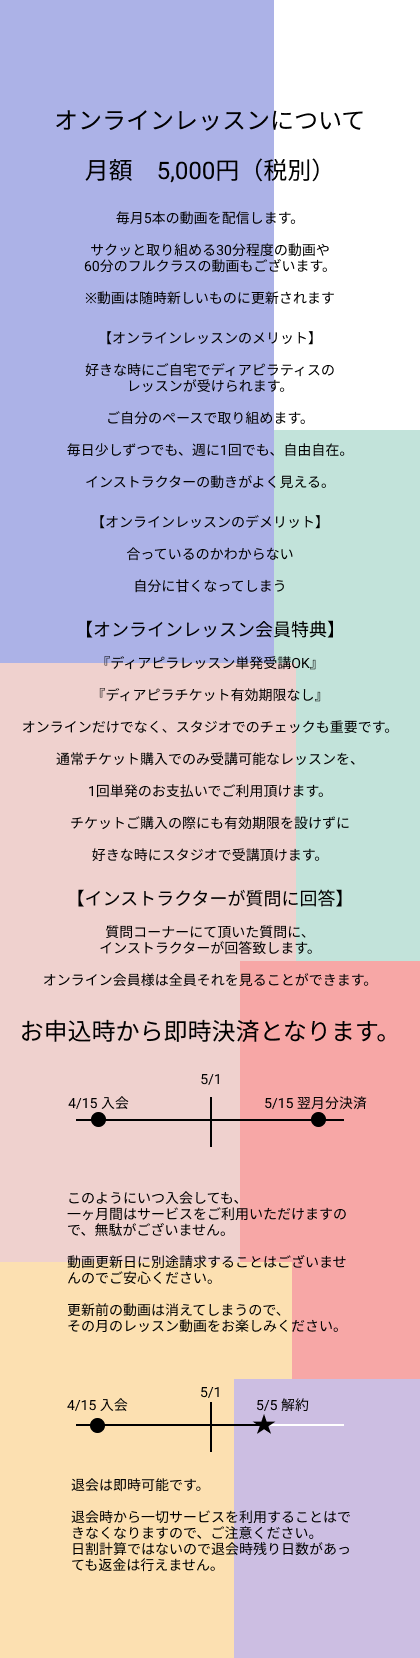 オンラインレッスンについて
月額　5,000円（税別）
毎月5本の動画を配信します。
サクッと取り組める30分程度の動画や
60分のフルクラスの動画もございます。
※動画は随時新しいものに更新されます
【オンラインレッスンのメリット】
好きな時にご自宅でディアピラティスの
レッスンが受けられます。
ご自分のペースで取り組めます。
毎日少しずつでも、週に1回でも、自由自在。
インストラクターの動きがよく見える。
【オンラインレッスンのデメリット】
合っているのかわからない
自分に甘くなってしまう
【オンラインレッスン会員特典】
『ディアピラレッスン単発受講OK』
『ディアピラチケット有効期限なし』
オンラインだけでなく、スタジオでのチェックも重要です。
通常チケット購入でのみ受講可能なレッスンを、
1回単発のお支払いでご利用頂けます。
チケットご購入の際にも有効期限を設けずに
好きな時にスタジオで受講頂けます。
【インストラクターが質問に回答】
質問コーナーにて頂いた質問に、
インストラクターが回答致します。
オンライン会員様は全員それを見ることができます。
お申込時から即時決済となります。
5/1
4/15 入会
5/15 翌月分決済
このようにいつ入会しても、
一ヶ月間はサービスをご利用いただけますの
で、無駄がございません。
動画更新日に別途請求することはございませ
んのでご安心ください。
更新前の動画は消えてしまうので、
その月のレッスン動画をお楽しみください。
5/1
4/15 入会
5/5 解約
退会は即時可能です。
退会時から一切サービスを利用することはで
きなくなりますので、ご注意ください。
日割計算ではないので退会時残り日数があっ
ても返金は行えません。